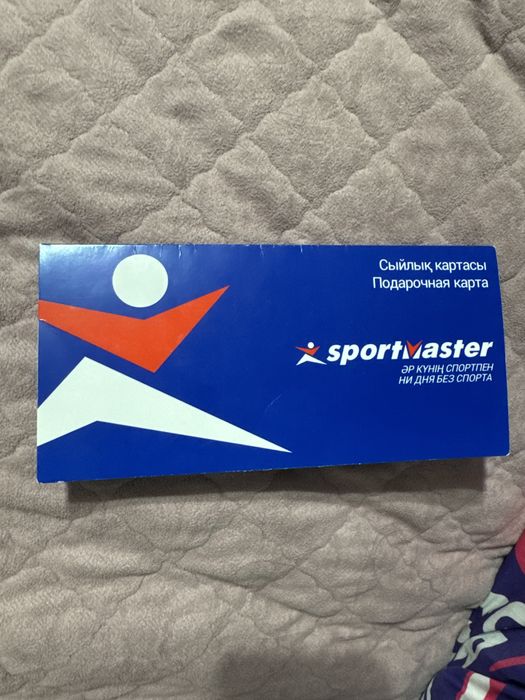 Сыйлық картасы
Подарочная карта
sportmaster
ӘР КҮНІҢ СПОРТПЕН
НИ ДНЯ БЕЗ СПОРТА